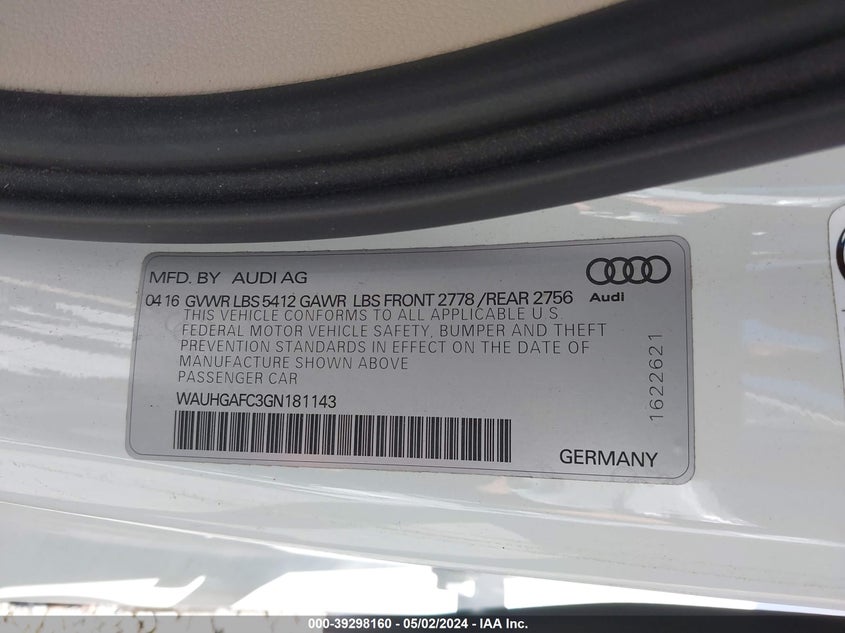 MFD. BY AUDI AG
0416 GVWR LBS 5412 GAWR LBS FRONT 2778 /REAR 2756
Audi
THIS VEHICLE CONFORMS TO ALL APPLICABLE U.S.
FEDERAL MOTOR VEHICLE SAFETY, BUMPER AND THEFT
PREVENTION STANDARDS IN EFFECT ON THE DATE OF
MANUFACTURE SHOWN ABOVE
PASSENGER CAR
WAUHGAFC3GN181143
1622621
GERMANY
000-39298160 - 05/02/2024 - IAA Inc.